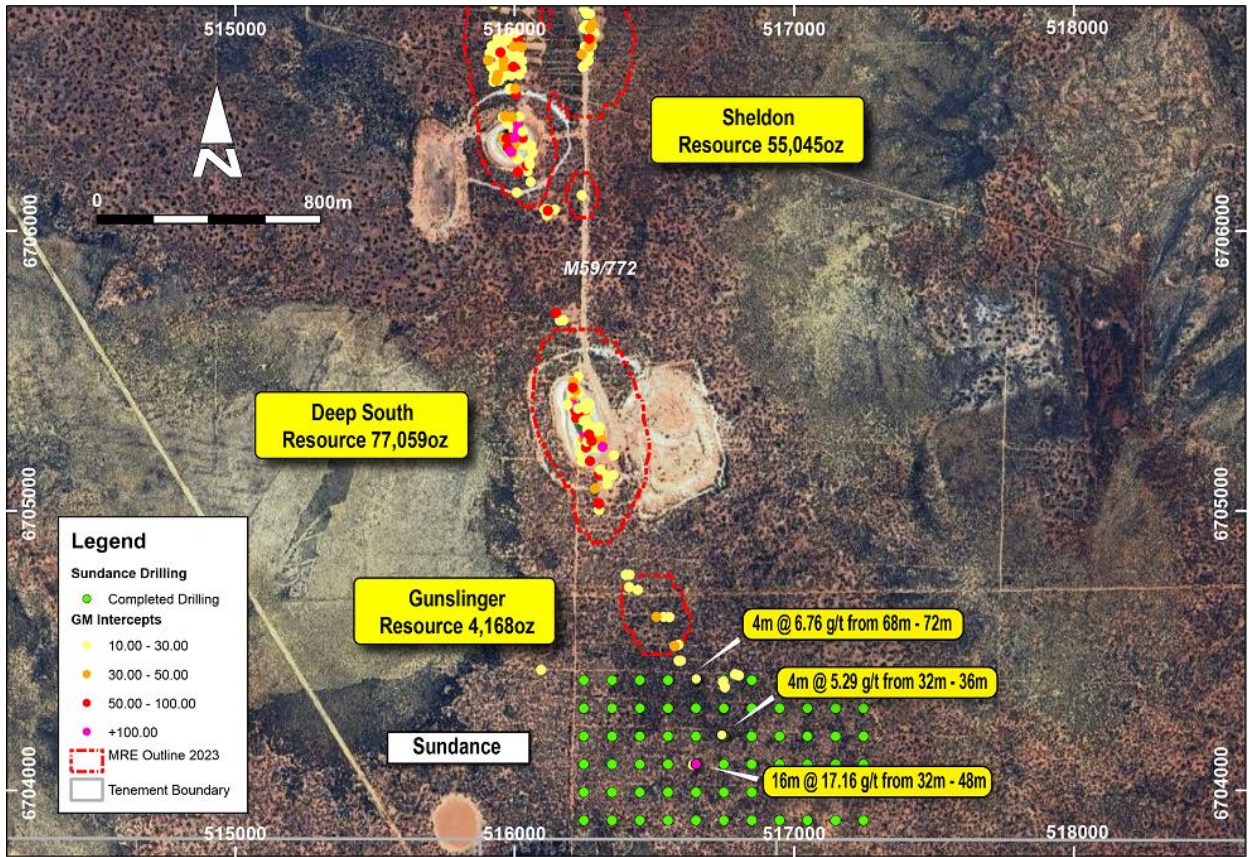 515000
516000
517000
518000
Sheldon
Resource 55,045oz
N
0
800m
6706000
6706000
M59/772
Deep South
Resource 77,059oz
6705000
6705000
Legend
Sundance Drilling
Completed Drilling
GM Intercepts
10.00 - 30.00
30.00 - 50.00
50.00 - 100.00
+100.00
MRE Outline 2023
Tenement Boundary
Gunslinger
Resource 4,168oz
4m @ 6.76 g/t from 68m - 72m
4m @ 5.29 g/t from 32m - 36m
Sundance
16m @ 17.16 g/t from 32m - 48m
6704000
6704000
515000
516000
517000
518000